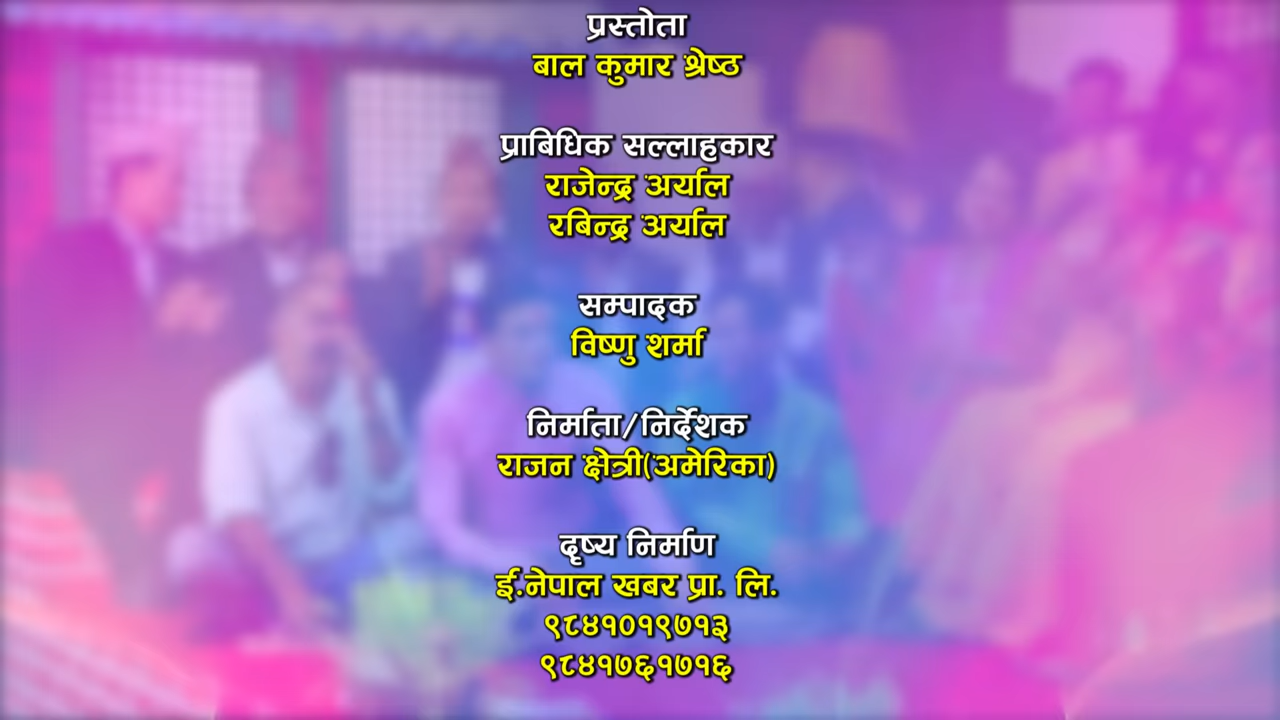 प्रस्तोता
बाल कुमार श्रेष्ठ
प्राबिधिक सल्लाहकार
राजेन्द्र अर्याल
रबिन्द्र अर्याल
सम्पादक
विष्णु शर्मा
निर्माता/निर्देशक
राजन क्षेत्री(अमेरिका)
दृष्य निर्माण
ई.नेपाल खबर प्रा. लि.
९८४१०१९७१३
९८४१७६१७१६